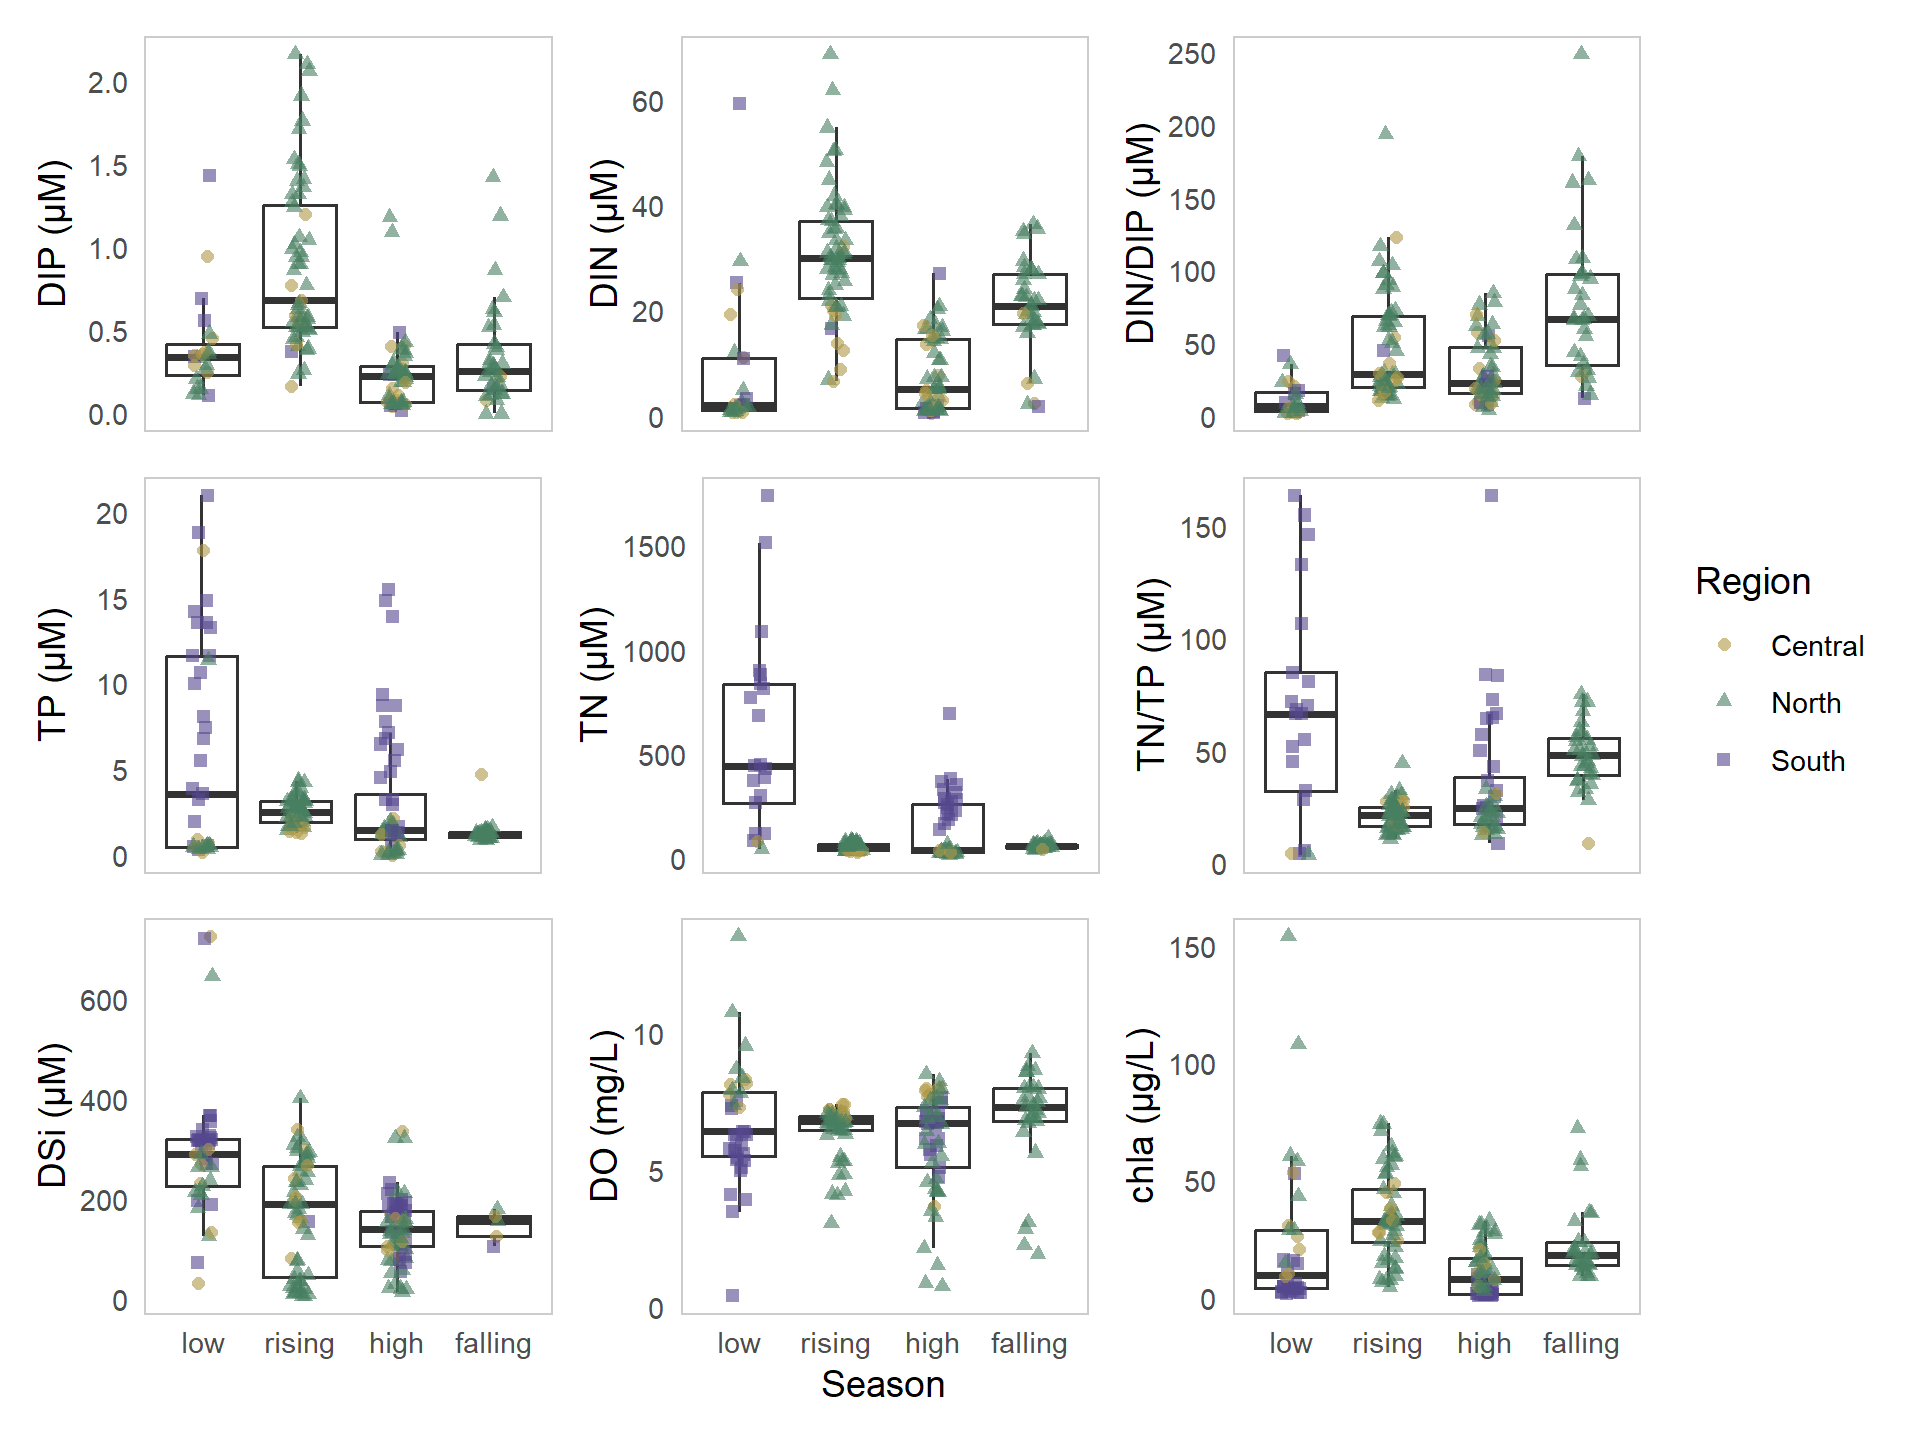 DIP (µM)
2.0
1.5
1.0
0.5
0.0
DIN (µM)
60
40
20
0
DIN/DIP (µM)
250
200
150
100
50
0
TP (µM)
20
15
10
5
0
TN (µM)
1500
1000
500
0
TN/TP (µM)
150
100
50
0
Region
Central
North
South
DSi (µM)
600
400
200
0
low rising high falling
DO (mg/L)
10
5
0
low rising high falling
chla (µg/L)
150
100
50
0
low rising high falling
Season